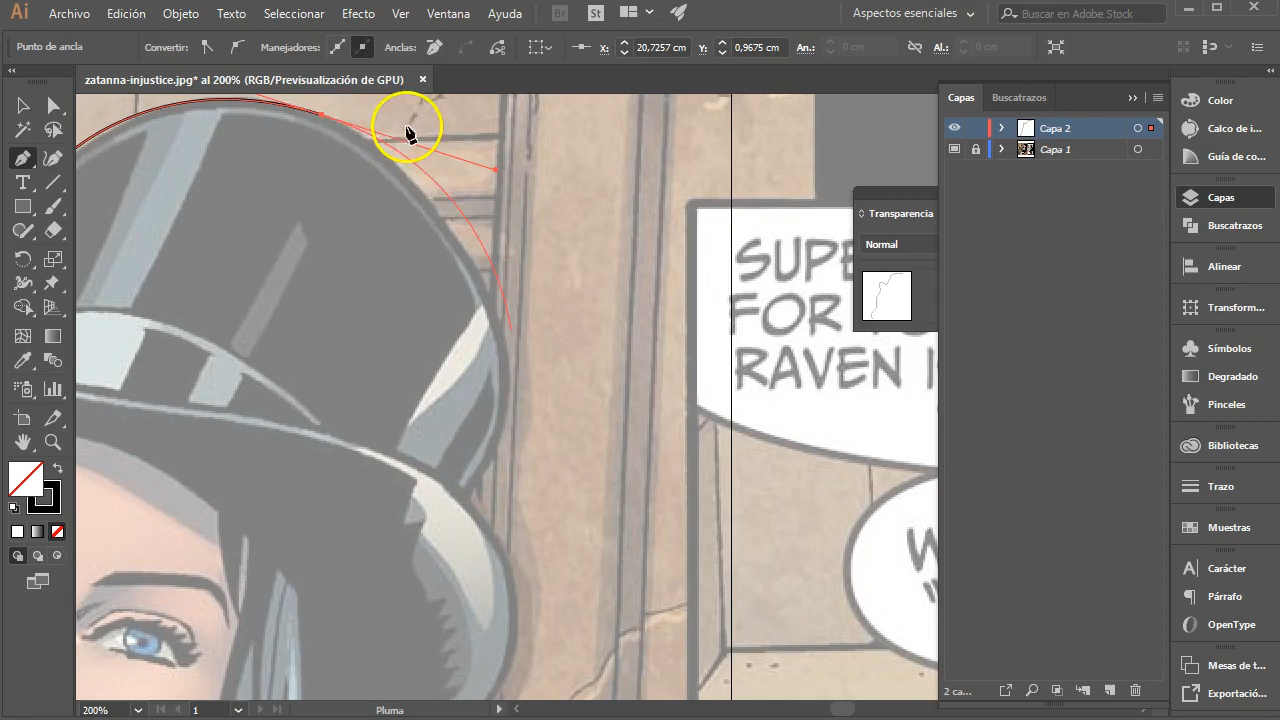 Ai Archivo Edición Objeto Texto Seleccionar Efecto Ver Ventana Ayuda Br St Aspectos esenciales Buscar en Adobe Stock
Punto de ancla Convertir: Manejadores: Anclas: X: 20,7257 cm Y: 0,9675 cm An.: 0 cm Al.: 0 cm
zatanna-injustice.jpg* al 200% (RGB/Previsualización de GPU) ×
Capas Buscatrazos
Capa 2
Capa 1
Transparencia
Normal
Color
Calco de i...
Guía de co...
Capas
Buscatrazos
Alinear
Transform...
Símbolos
Degradado
Pinceles
Bibliotecas
Trazo
Muestras
Carácter
Párrafo
OpenType
Mesas de t...
Exportació...
SUPE
FOR
RAVEN
2 ca...
200% 1 Pluma